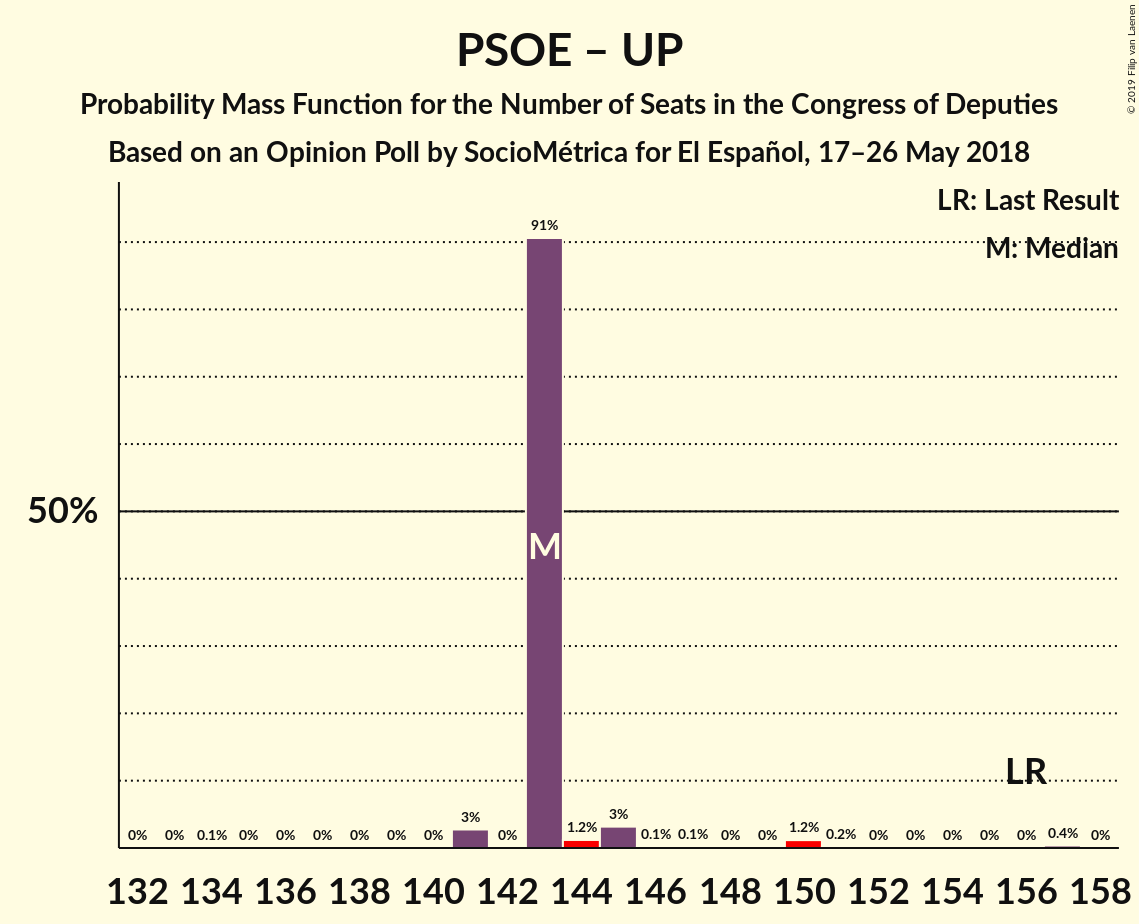 PSOE – UP
Probability Mass Function for the Number of Seats in the Congress of Deputies
Based on an Opinion Poll by SocioMétrica for El Español, 17–26 May 2018
© 2019 Filip van Laenen
LR: Last Result
M: Median
91%
50%
M
LR
0% 0% 0.1% 0% 0% 0% 0% 0% 0% 3% 0% 1.2% 3% 0.1% 0.1% 0% 0% 1.2% 0.2% 0% 0% 0% 0% 0% 0.4% 0%
132 134 136 138 140 142 144 146 148 150 152 154 156 158